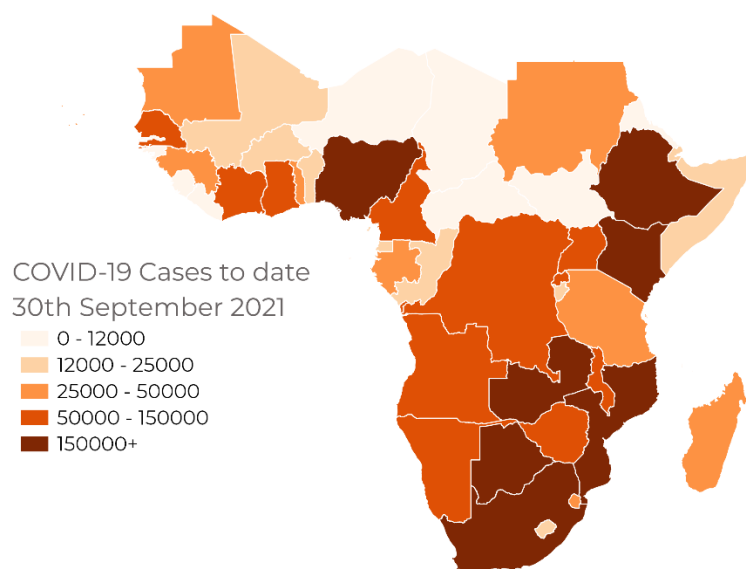 COVID-19 Cases to date
30th September 2021
0 - 12000
12000 - 25000
25000 - 50000
50000 - 150000
150000+